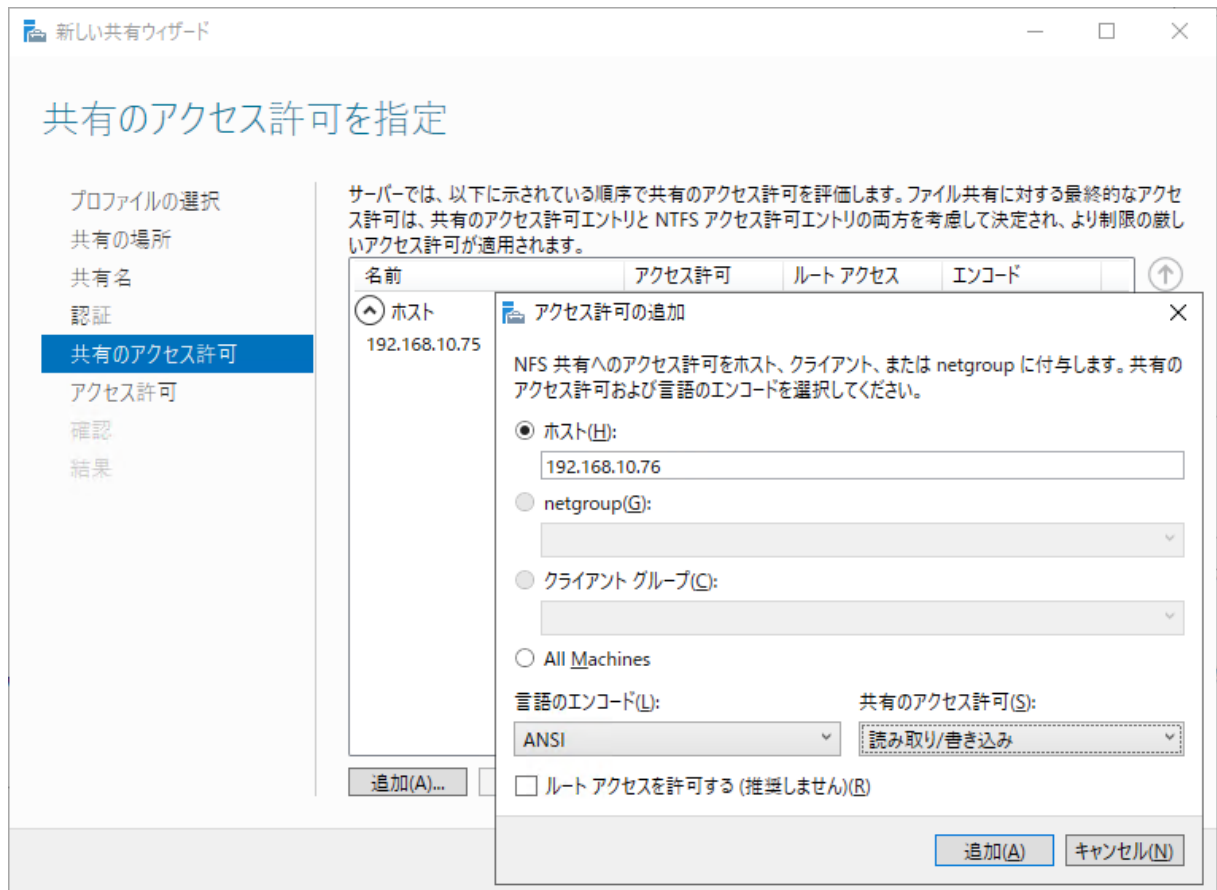 新しい共有ウィザード
共有のアクセス許可を指定
プロファイルの選択
共有の場所
共有名
認証
共有のアクセス許可
アクセス許可
確認
結果
サーバーでは、以下に示されている順序で共有のアクセス許可を評価します。ファイル共有に対する最終的なアクセ
ス許可は、共有のアクセス許可エントリと NTFS アクセス許可エントリの両方を考慮して決定され、より制限の厳し
いアクセス許可が適用されます。
名前 アクセス許可 ルート アクセス エンコード
ホスト
192.168.10.75
追加(A)...
アクセス許可の追加
NFS 共有へのアクセス許可をホスト、クライアント、または netgroup に付与します。共有の
アクセス許可および言語のエンコードを選択してください。
ホスト(H):
192.168.10.76
netgroup(G):
クライアント グループ(C):
All Machines
言語のエンコード(L): 共有のアクセス許可(S):
ANSI 読み取り/書き込み
ルート アクセスを許可する (推奨しません)(R)
追加(A) キャンセル(N)